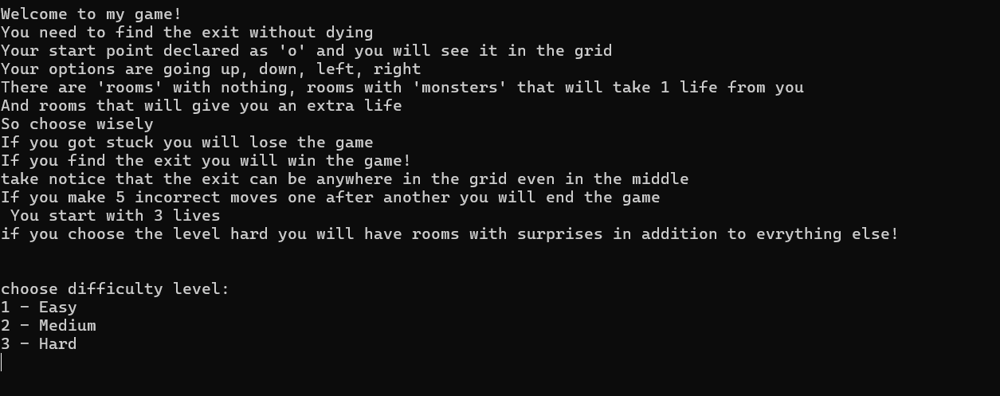 Welcome to my game!
You need to find the exit without dying
Your start point declared as 'o' and you will see it in the grid
Your options are going up, down, left, right
There are 'rooms' with nothing, rooms with 'monsters' that will take 1 life from you
And rooms that will give you an extra life
So choose wisely
If you got stuck you will lose the game
If you find the exit you will win the game!
take notice that the exit can be anywhere in the grid even in the middle
If you make 5 incorrect moves one after another you will end the game
 You start with 3 lives
if you choose the level hard you will have rooms with surprises in addition to evrything else!
choose difficulty level:
1 - Easy
2 - Medium
3 - Hard